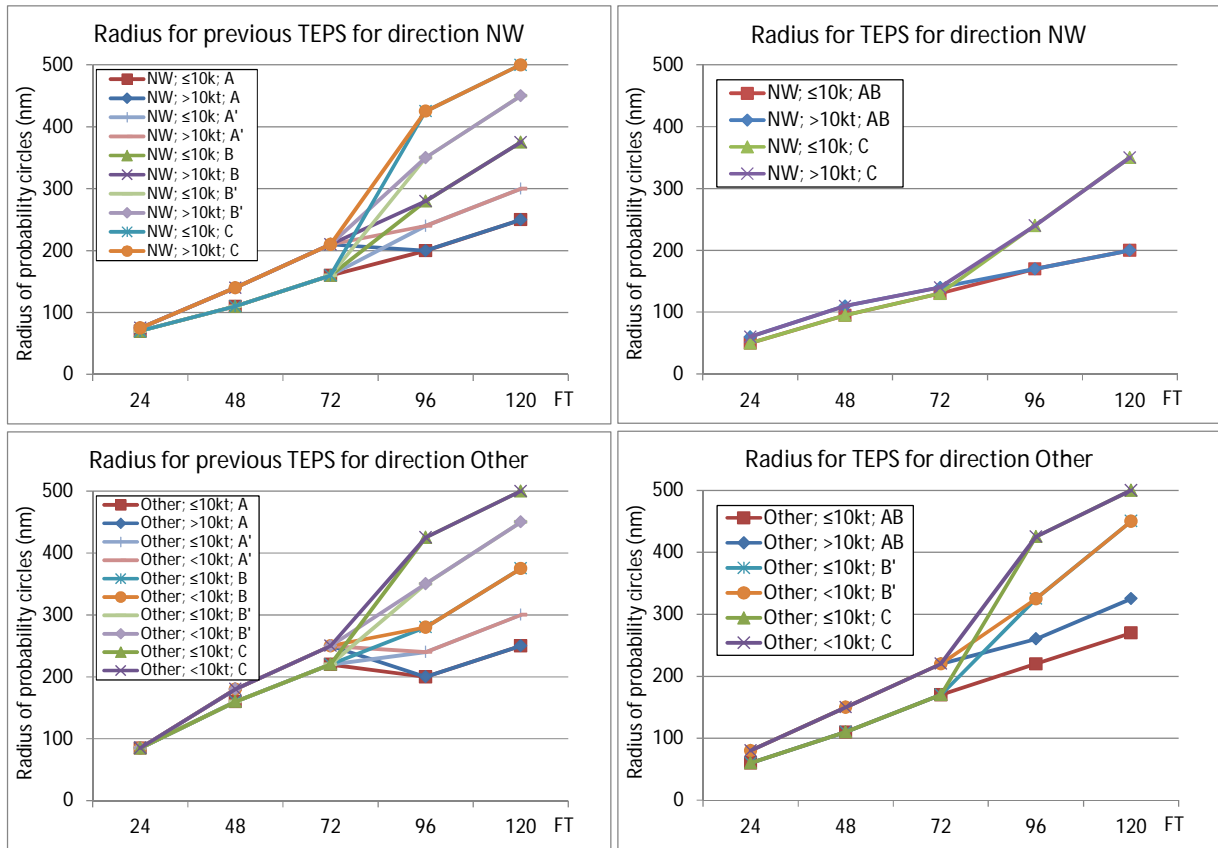 Radius for previous TEPS for direction NW
Radius of probability circles (nm)
500
400
300
200
100
0
NW; ≤10k; A
NW; >10kt; A
NW; ≤10k; A'
NW; >10kt; A'
NW; ≤10k; B
NW; >10kt; B
NW; ≤10k; B'
NW; >10kt; B'
NW; ≤10k; C
NW; >10kt; C
24 48 72 96 120 FT
Radius for TEPS for direction NW
Radius of probability circles (nm)
500
400
300
200
100
0
NW; ≤10k; AB
NW; >10kt; AB
NW; ≤10k; C
NW; >10kt; C
24 48 72 96 120 FT
Radius for previous TEPS for direction Other
Radius of probability circles (nm)
500
400
300
200
100
0
Other; ≤10kt; A
Other; >10kt; A
Other; ≤10kt; A'
Other; <10kt; A'
Other; ≤10kt; B
Other; <10kt; B
Other; ≤10kt; B'
Other; <10kt; B'
Other; ≤10kt; C
Other; <10kt; C
24 48 72 96 120 FT
Radius for TEPS for direction Other
Radius of probability circles (nm)
500
400
300
200
100
0
Other; ≤10kt; AB
Other; >10kt; AB
Other; ≤10kt; B'
Other; <10kt; B'
Other; ≤10kt; C
Other; <10kt; C
24 48 72 96 120 FT